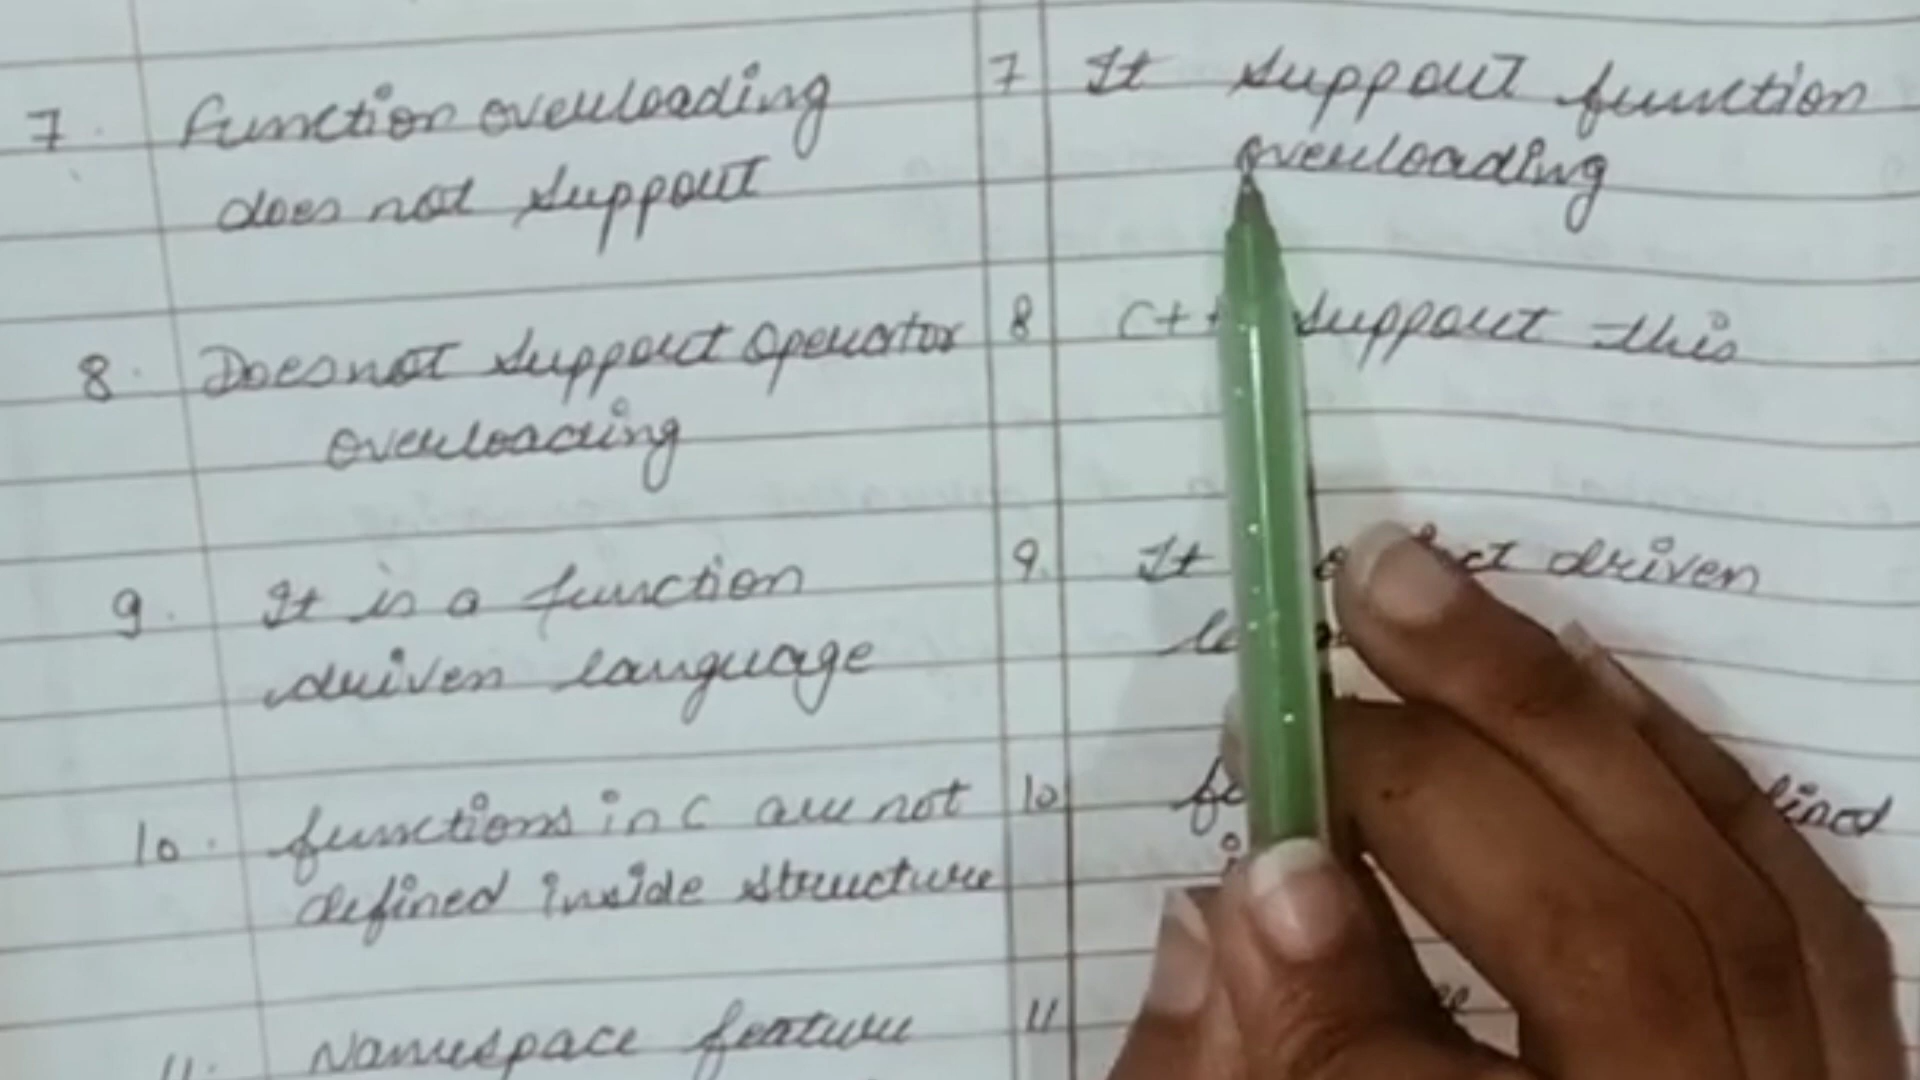 7. Function overloading
does not support
8. Does not support operator
overloading
9. It is a function
driven language
10. functions in C are not
defined inside structure
11. Namespace feature
7 It support function
overloading
8 C++ support this
9. It driven
10
11